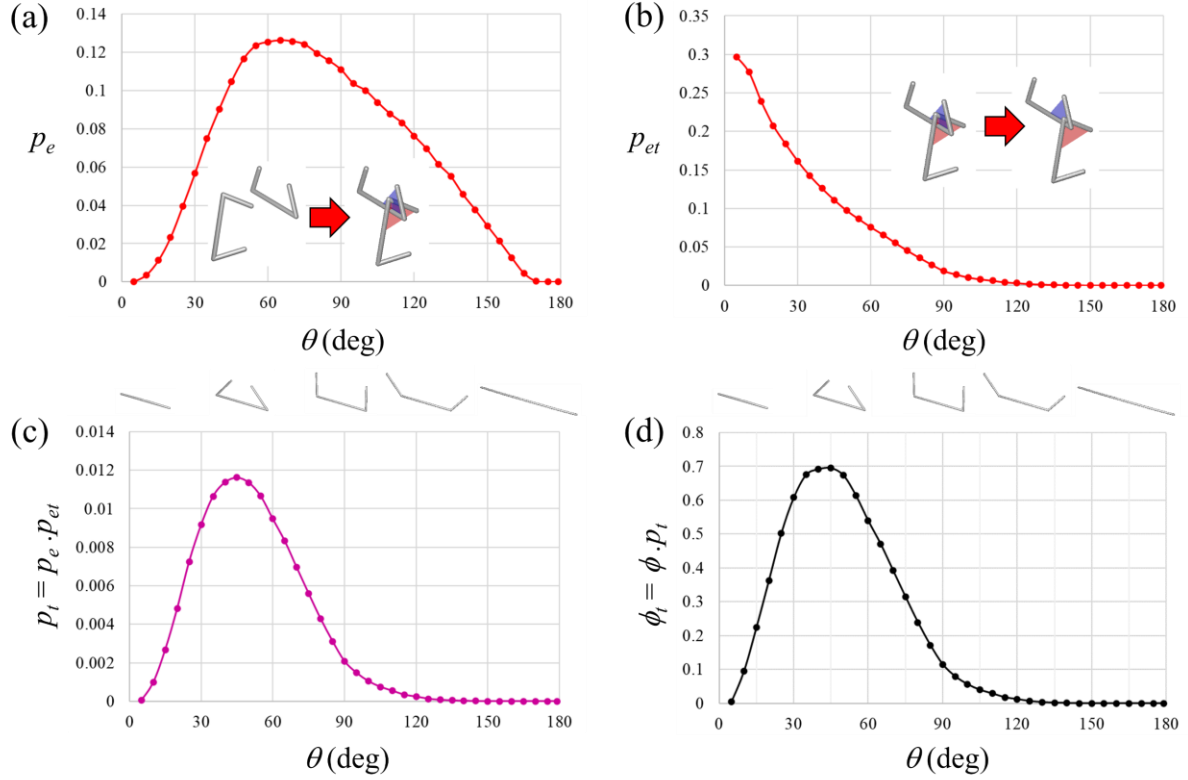 (a)
0.14
0.12
0.1
0.08
0.06
0.04
0.02
0
pe
0 30 60 90 120 150 180
θ (deg)
(b)
0.35
0.3
0.25
0.2
0.15
0.1
0.05
0
pet
0 30 60 90 120 150 180
θ (deg)
(c)
0.014
0.012
0.01
0.008
0.006
0.004
0.002
0
pt = pe · pet
0 30 60 90 120 150 180
θ (deg)
(d)
0.8
0.7
0.6
0.5
0.4
0.3
0.2
0.1
0
ϕt = ϕ · pt
0 30 60 90 120 150 180
θ (deg)